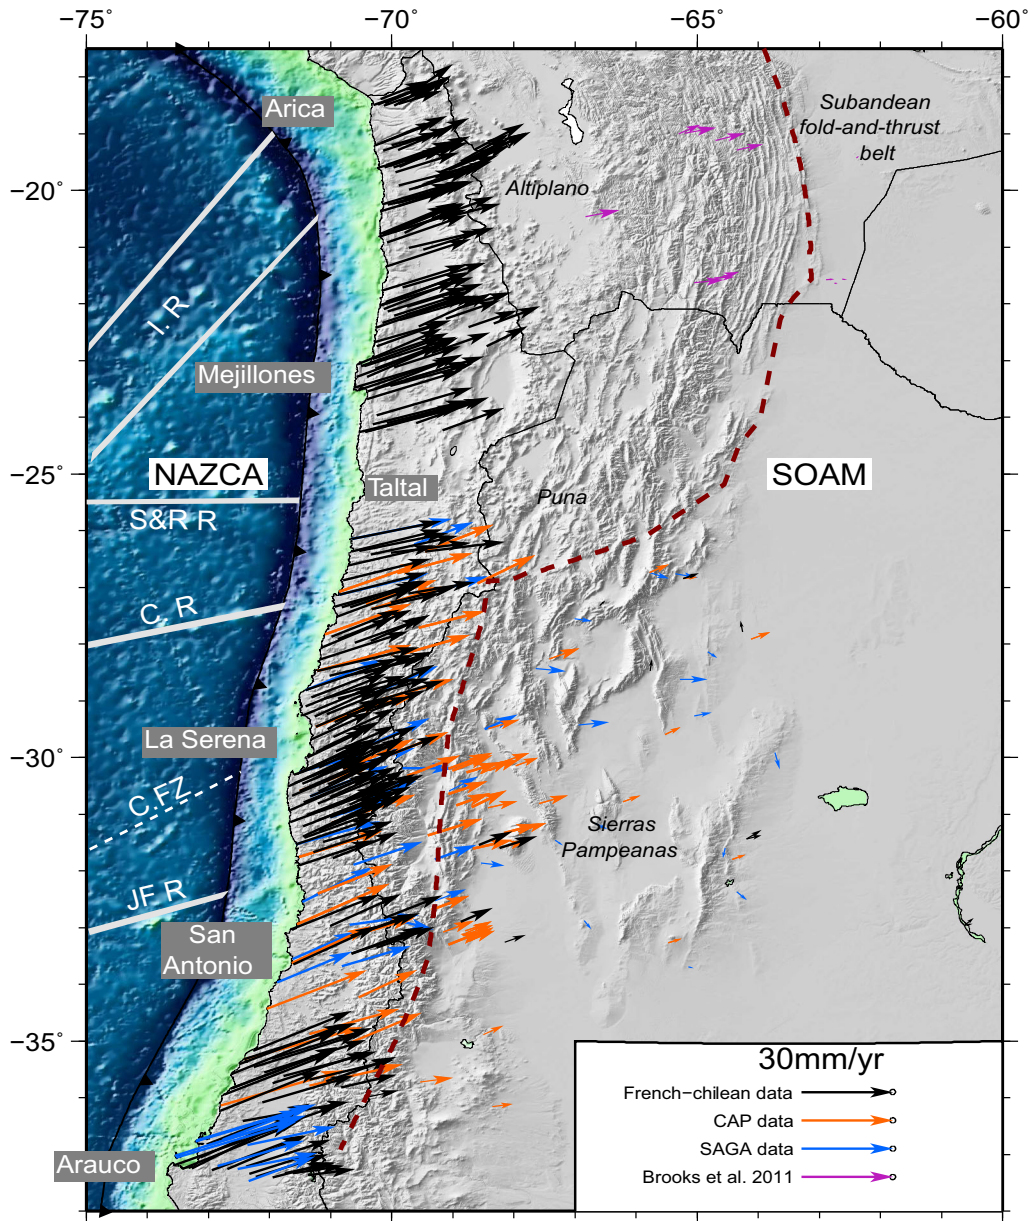 −75°
−70°
−65°
−60°
Arica
Subandean
fold-and-thrust
belt
−20°
Altiplano
I. R
Mejillones
−25°
NAZCA
Taltal
SOAM
S&R R
Puna
C. R
La Serena
−30°
C.FZ
Sierras
Pampeanas
JF R
San
Antonio
−35°
30mm/yr
French−chilean data
CAP data
SAGA data
Brooks et al. 2011
Arauco